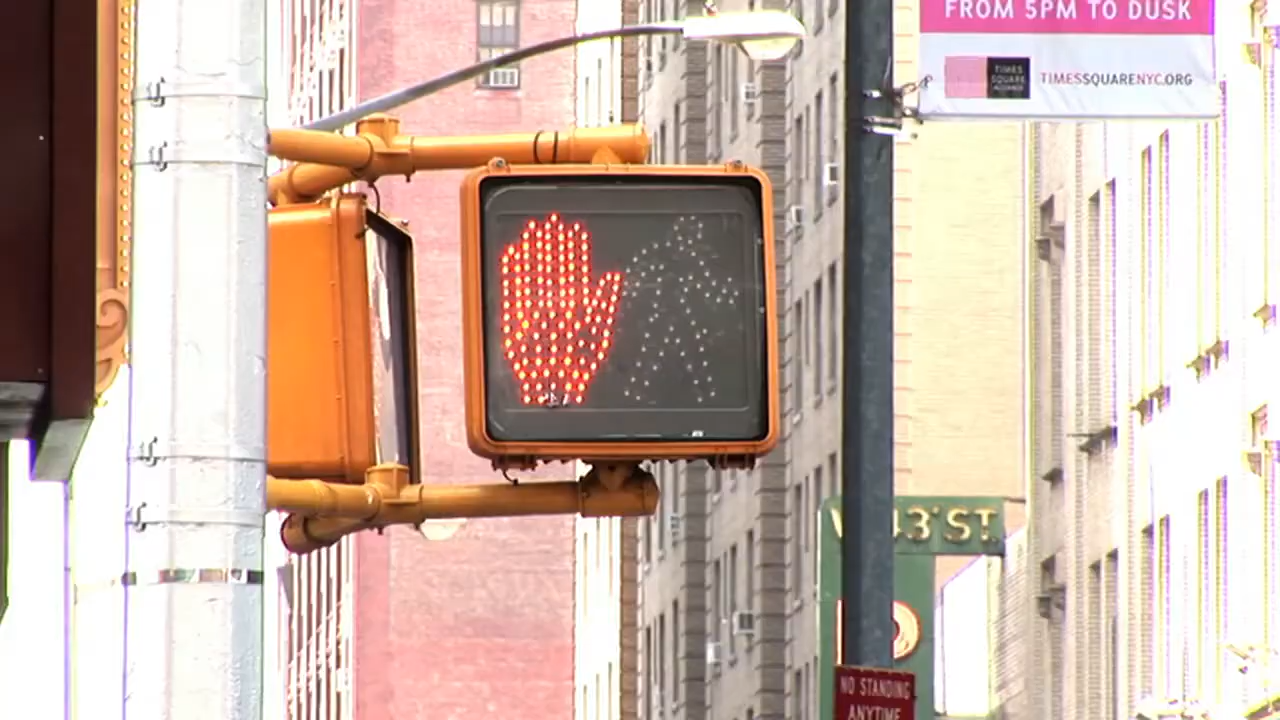 FROM 5PM TO DUSK
TIMES
SQUARE
ALLIANCE
TIMESSQUARENYC.ORG
W 43 ST.
NO STANDING
ANYTIME